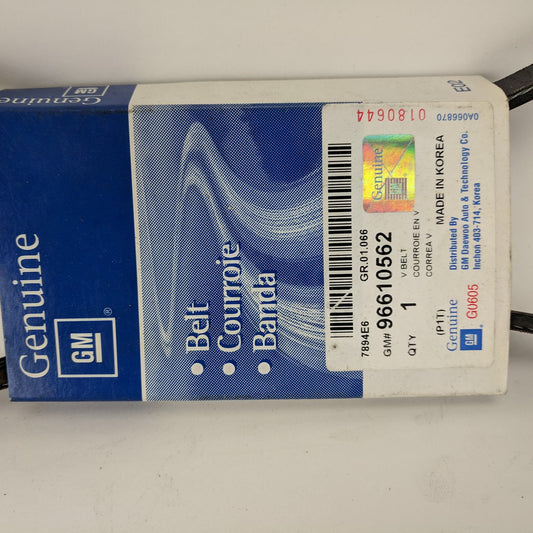 Genuine
GM
Genuine
GM
®
• Belt
• Courroie
• Banda
E02
0A066870
0180644
Genuine
7894E6
GR.01.066
GM# 96610562
QTY 1
V BELT
COURROIE EN V
CORREA V
(P1T)
MADE IN KOREA
Genuine
GM
G0605
Distributed By
GM Daewoo Auto & Technology Co.
Inchon 403-714, Korea